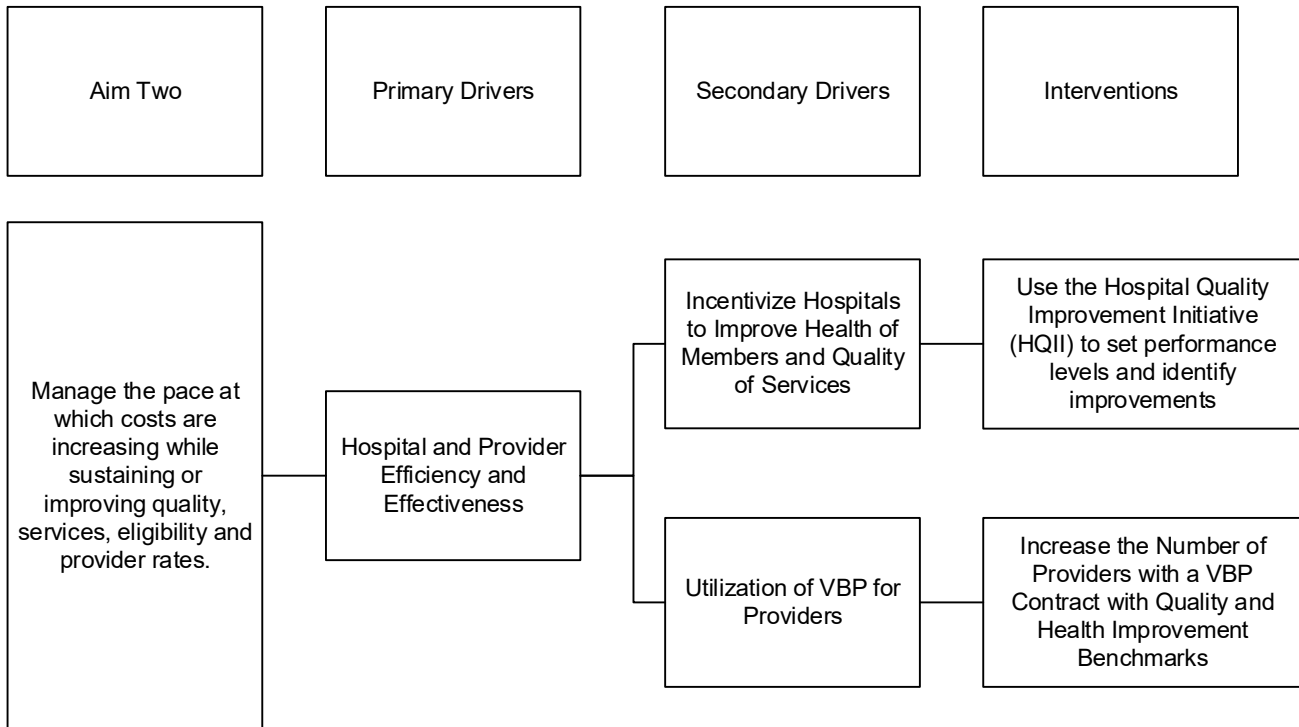 Aim Two
Primary Drivers
Secondary Drivers
Interventions
Manage the pace at
which costs are
increasing while
sustaining or
improving quality,
services, eligibility and
provider rates.
Hospital and Provider
Efficiency and
Effectiveness
Incentivize Hospitals
to Improve Health of
Members and Quality
of Services
Use the Hospital Quality
Improvement Initiative
(HQII) to set performance
levels and identify
improvements
Utilization of VBP for
Providers
Increase the Number of
Providers with a VBP
Contract with Quality and
Health Improvement
Benchmarks